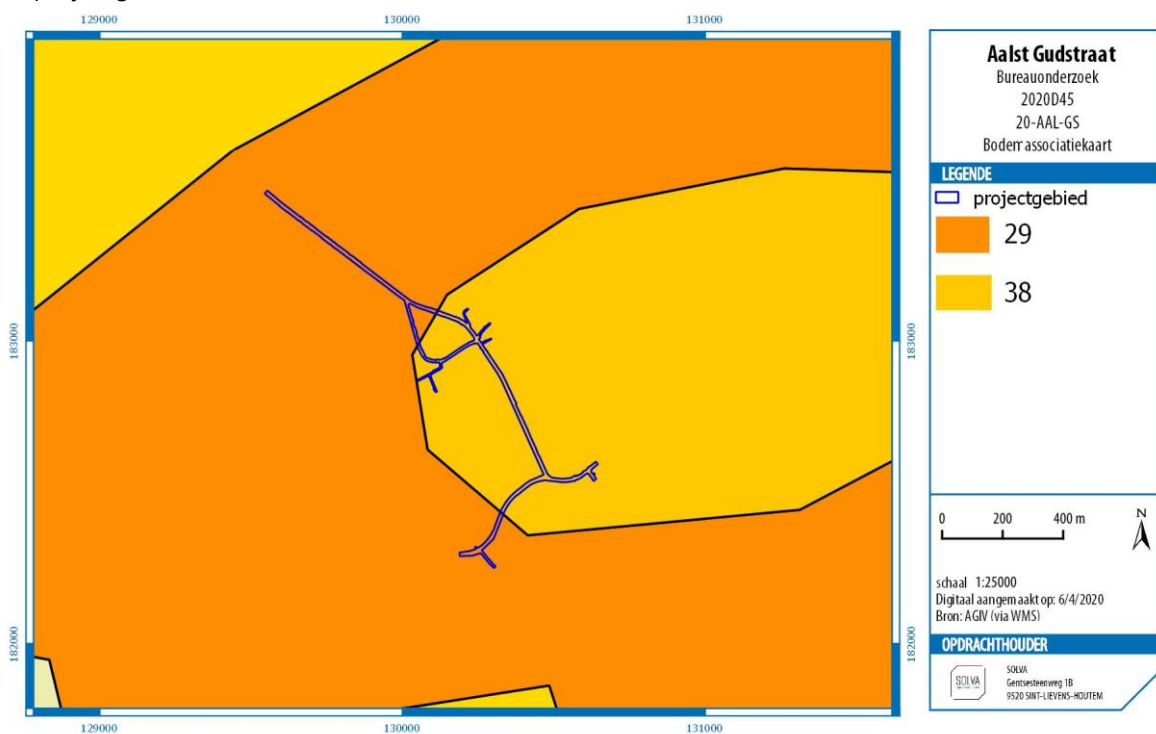 129000 130000 131000
183000
182000
183000
182000
129000 130000 131000
Aalst Gudstraat
Bureauonderzoek
2020D45
20-AAL-GS
Bodemassociatiekaart
LEGENDE
projectgebied
29
38
0 200 400 m
N
schaal 1:25000
Digitaal aangemaakt op: 6/4/2020
Bron: AGIV (via WMS)
OPDRACHTHOUDER
SOLVA
SOLVA
Gentsesteenweg 1B
9520 SINT-LIEVENS-HOUTEM